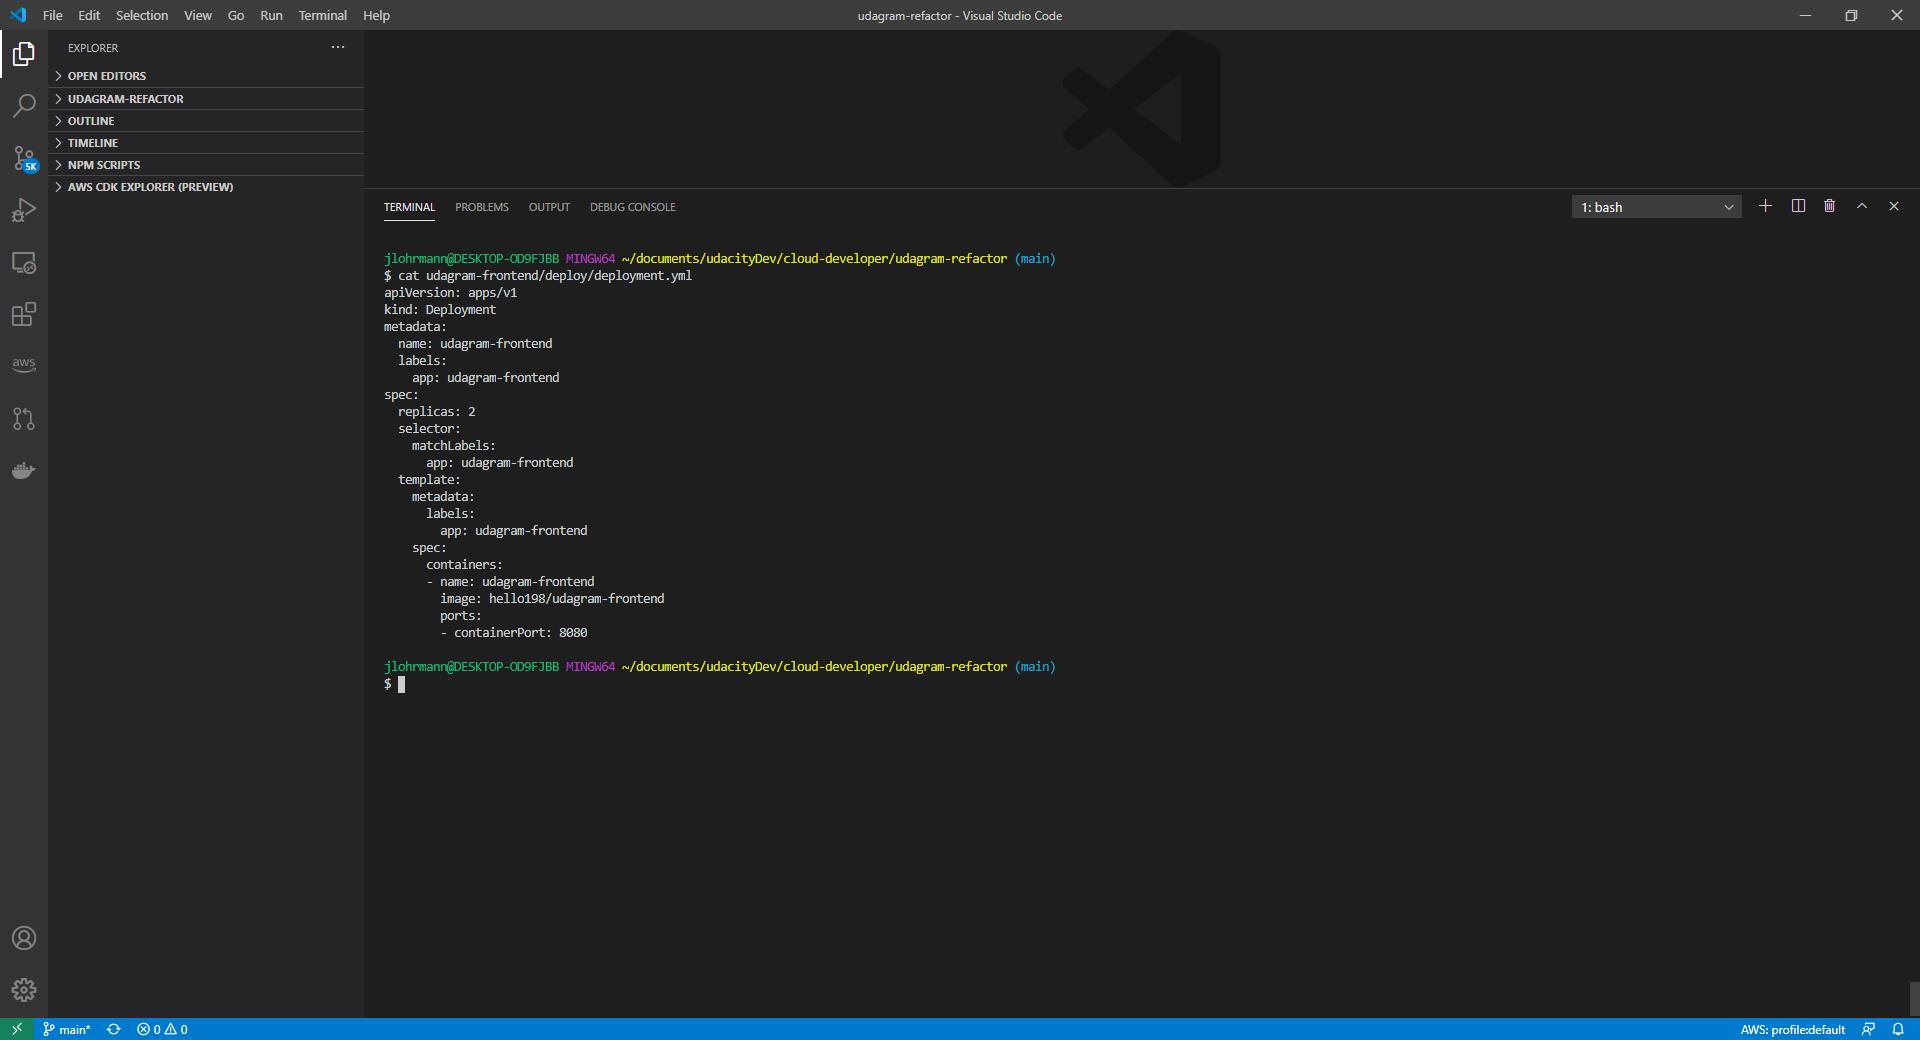 File Edit Selection View Go Run Terminal Help
udagram-refactor - Visual Studio Code
EXPLORER
OPEN EDITORS
UDAGRAM-REFACTOR
OUTLINE
TIMELINE
NPM SCRIPTS
AWS CDK EXPLORER (PREVIEW)
5K
aws
TERMINAL PROBLEMS OUTPUT DEBUG CONSOLE
1: bash
jlohrmann@DESKTOP-OD9FJBB MINGW64 ~/documents/udacityDev/cloud-developer/udagram-refactor (main)
$ cat udagram-frontend/deploy/deployment.yml
apiVersion: apps/v1
kind: Deployment
metadata:
  name: udagram-frontend
  labels:
    app: udagram-frontend
spec:
  replicas: 2
  selector:
    matchLabels:
      app: udagram-frontend
  template:
    metadata:
      labels:
        app: udagram-frontend
    spec:
      containers:
      - name: udagram-frontend
        image: hello198/udagram-frontend
        ports:
        - containerPort: 8080
jlohrmann@DESKTOP-OD9FJBB MINGW64 ~/documents/udacityDev/cloud-developer/udagram-refactor (main)
$
main* 0 0
AWS: profile:default